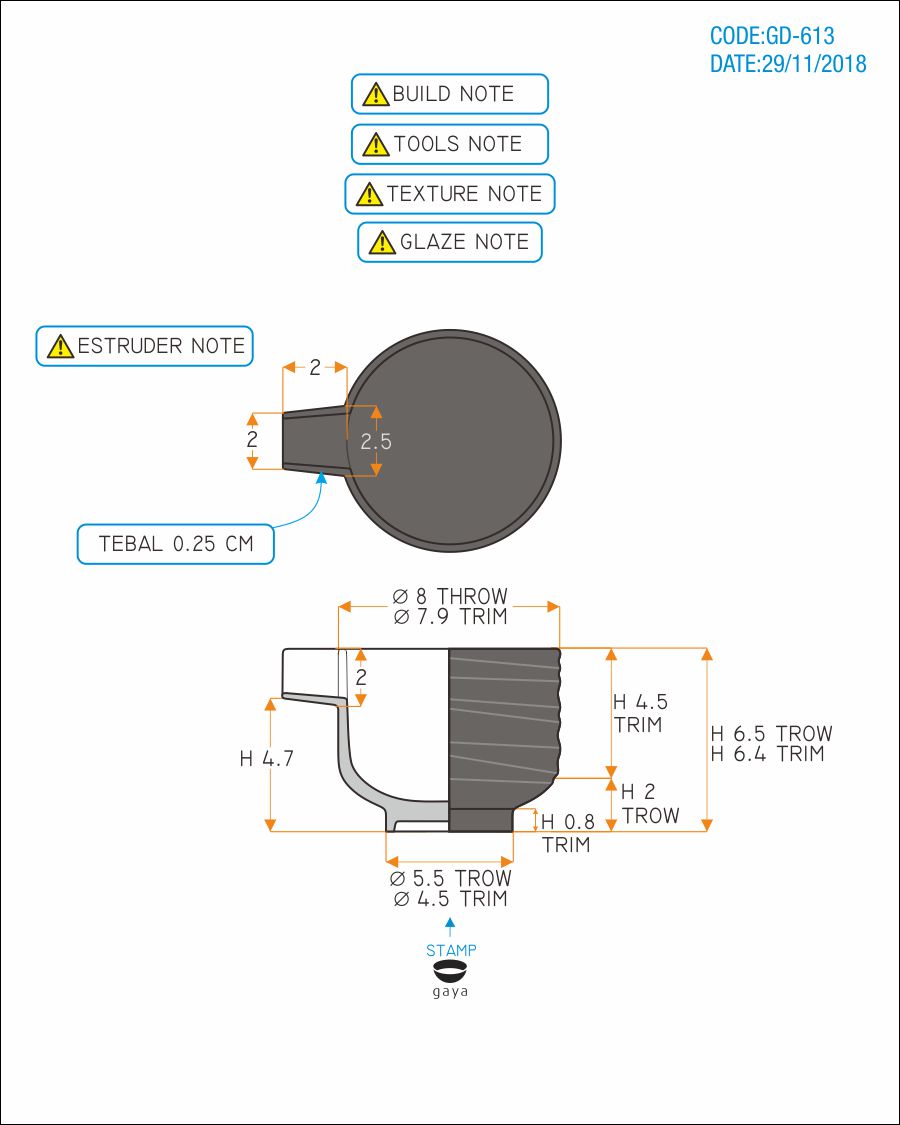 CODE:GD-613
DATE:29/11/2018
BUILD NOTE
TOOLS NOTE
TEXTURE NOTE
GLAZE NOTE
ESTRUDER NOTE
2
2
2.5
TEBAL 0.25 CM
Ø 8 THROW
Ø 7.9 TRIM
2
H 4.5
TRIM
H 6.5 TROW
H 6.4 TRIM
H 4.7
H 2
TROW
H 0.8
TRIM
Ø 5.5 TROW
Ø 4.5 TRIM
STAMP
gaya